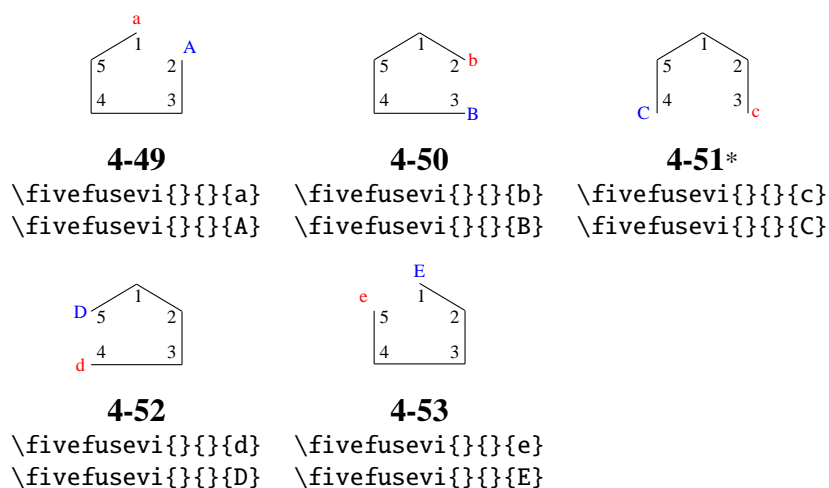 a
1
A
5
2
4
3
4-49
\fivefusevi{}{}{a}
\fivefusevi{}{}{A}
1
5
2
b
4
3
B
4-50
\fivefusevi{}{}{b}
\fivefusevi{}{}{B}
1
5
2
C
4
3
c
4-51*
\fivefusevi{}{}{c}
\fivefusevi{}{}{C}
1
D
5
2
d
4
3
4-52
\fivefusevi{}{}{d}
\fivefusevi{}{}{D}
E
e
1
5
2
4
3
4-53
\fivefusevi{}{}{e}
\fivefusevi{}{}{E}